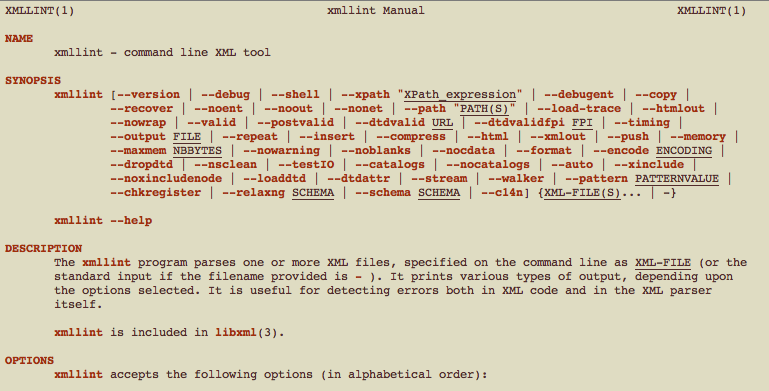 XMLLINT(1) xmllint Manual XMLLINT(1)
NAME
xmllint - command line XML tool
SYNOPSIS
xmllint [--version | --debug | --shell | --xpath "XPath_expression" | --debugent | --copy |
--recover | --noent | --noout | --nonet | --path "PATH(S)" | --load-trace | --htmlout |
--nowrap | --valid | --postvalid | --dtdvalid URL | --dtdvalidfpi FPI | --timing |
--output FILE | --repeat | --insert | --compress | --html | --xmlout | --push | --memory |
--maxmem NBBYTES | --nowarning | --noblanks | --nocdata | --format | --encode ENCODING |
--dropdtd | --nsclean | --testIO | --catalogs | --nocatalogs | --auto | --xinclude |
--noxincludenode | --loaddtd | --dtdattr | --stream | --walker | --pattern PATTERNVALUE |
--chkregister | --relaxng SCHEMA | --schema SCHEMA | --c14n] {XML-FILE(S)... | -}
xmllint --help
DESCRIPTION
The xmllint program parses one or more XML files, specified on the command line as XML-FILE (or the
standard input if the filename provided is - ). It prints various types of output, depending upon
the options selected. It is useful for detecting errors both in XML code and in the XML parser
itself.
xmllint is included in libxml(3).
OPTIONS
xmllint accepts the following options (in alphabetical order):